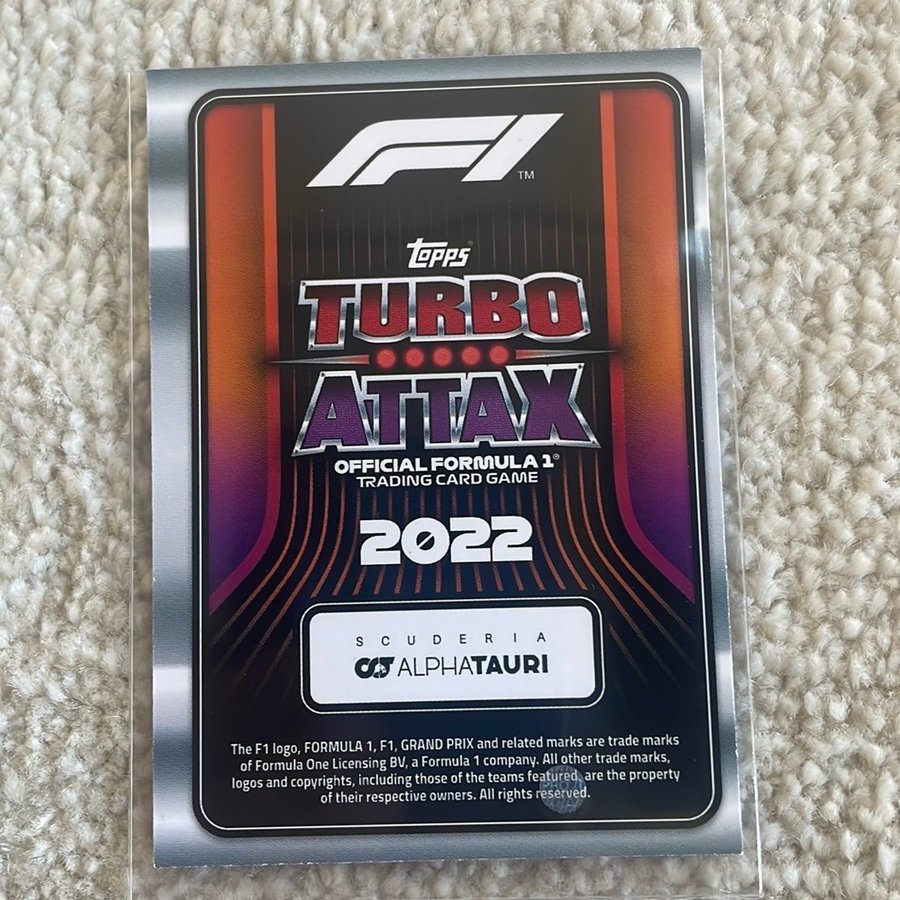 F1 ™
topps®
TURBO
ATTAX
OFFICIAL FORMULA 1®
TRADING CARD GAME
2022
SCUDERIA
ALPHATAURI
The F1 logo, FORMULA 1, F1, GRAND PRIX and related marks are trade marks
of Formula One Licensing BV, a Formula 1 company. All other trade marks,
logos and copyrights, including those of the teams featured, are the property
of their respective owners. All rights reserved.